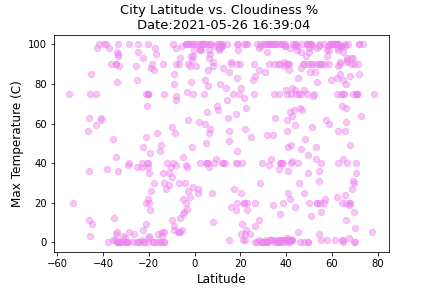 City Latitude vs. Cloudiness %
Date:2021-05-26 16:39:04
100
80
60
40
20
0
Max Temperature (C)
−60 −40 −20 0 20 40 60 80
Latitude